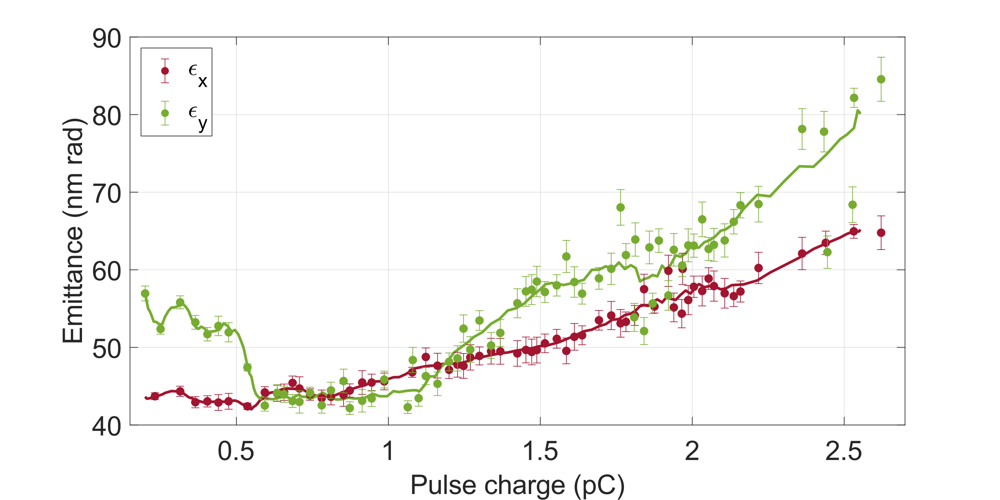 90
80
70
60
50
40
ϵx
ϵy
Emittance (nm rad)
0.5 1 1.5 2 2.5
Pulse charge (pC)